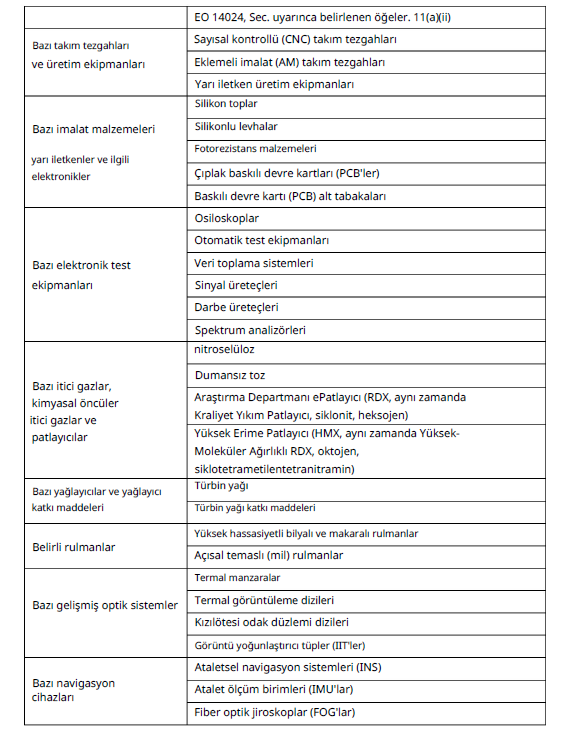 EO 14024, Sec. uyarınca belirlenen öğeler. 11(a)(ii)
Bazı takım tezgahları
ve üretim ekipmanları
Sayısal kontrollü (CNC) takım tezgahları
Eklemeli imalat (AM) takım tezgahları
Yarı iletken üretim ekipmanları
Bazı imalat malzemeleri
yarı iletkenler ve ilgili
elektronikler
Silikon toplar
Silikonlu levhalar
Fotorezistans malzemeleri
Çıplak baskılı devre kartları (PCB'ler)
Baskılı devre kartı (PCB) alt tabakaları
Bazı elektronik test
ekipmanları
Osiloskoplar
Otomatik test ekipmanları
Veri toplama sistemleri
Sinyal üreteçleri
Darbe üreteçleri
Spektrum analizörleri
Bazı itici gazlar,
kimyasal öncüler
itici gazlar ve
patlayıcılar
nitroselüloz
Dumansız toz
Araştırma Departmanı ePatlayıcı (RDX, aynı zamanda
Kraliyet Yıkım Patlayıcı, siklonit, heksojen)
Yüksek Erime Patlayıcı (HMX, aynı zamanda Yüksek-
Moleküler Ağırlıklı RDX, oktojen,
siklotetrametilentetranitramin)
Bazı yağlayıcılar ve yağlayıcı
katkı maddeleri
Türbin yağı
Türbin yağı katkı maddeleri
Belirli rulmanlar
Yüksek hassasiyetli bilyalı ve makaralı rulmanlar
Açısal temaslı (mil) rulmanlar
Bazı gelişmiş optik sistemler
Termal manzaralar
Termal görüntüleme dizileri
Kızılötesi odak düzlemi dizileri
Görüntü yoğunlaştırıcı tüpler (IIT'ler)
Bazı navigasyon
cihazları
Ataletsel navigasyon sistemleri (INS)
Atalet ölçüm birimleri (IMU'lar)
Fiber optik jiroskoplar (FOG'lar)